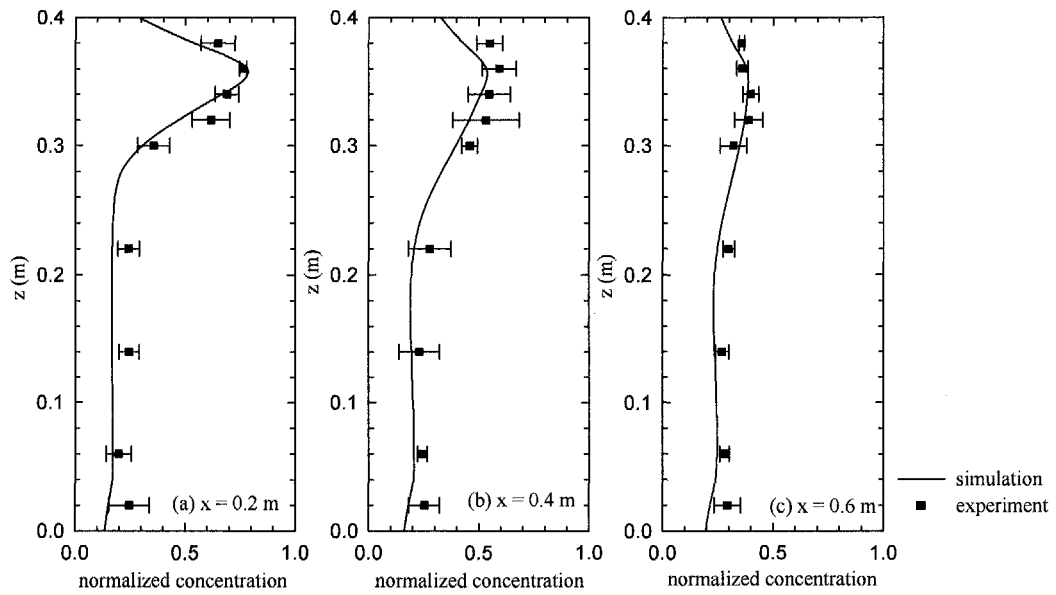 0.4
0.3
0.2
0.1
0.0
z (m)
(a) x = 0.2 m
0.0
0.5
1.0
normalized concentration
0.4
0.3
0.2
0.1
0.0
z (m)
(b) x = 0.4 m
0.0
0.5
1.0
normalized concentration
0.4
0.3
0.2
0.1
0.0
z (m)
(c) x = 0.6 m
0.0
0.5
1.0
normalized concentration
simulation
experiment